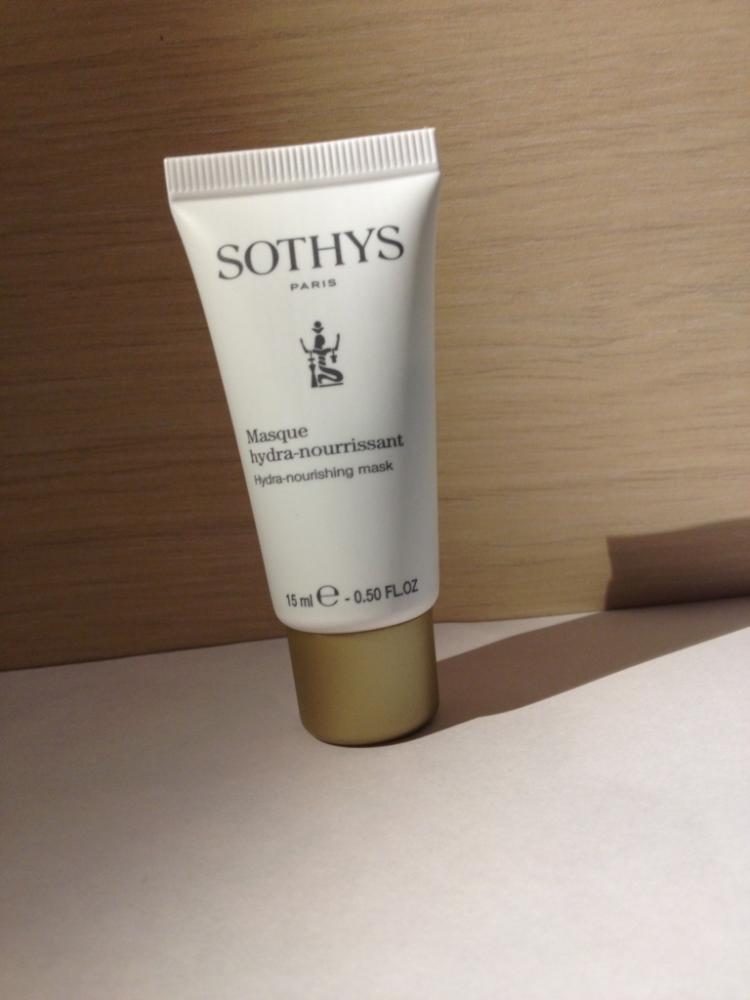 SOTHYS
PARIS
Masque
hydra-nourrissant
Hydra-nourishing mask
15 ml ℮ - 0.50 FL.OZ